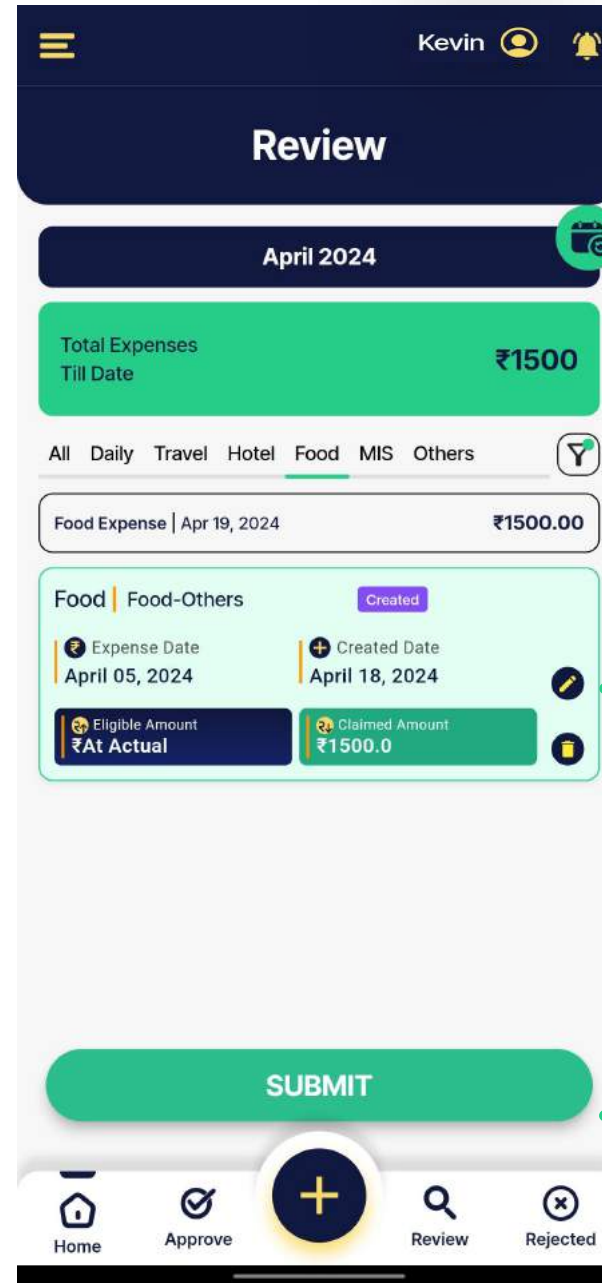 Kevin
Review
April 2024
Total Expenses
Till Date
₹1500
All Daily Travel Hotel Food MIS Others
Food Expense | Apr 19, 2024 ₹1500.00
Food | Food-Others Created
Expense Date Created Date
April 05, 2024 April 18, 2024
Eligible Amount Claimed Amount
₹At Actual ₹1500.0
SUBMIT
Home Approve Review Rejected